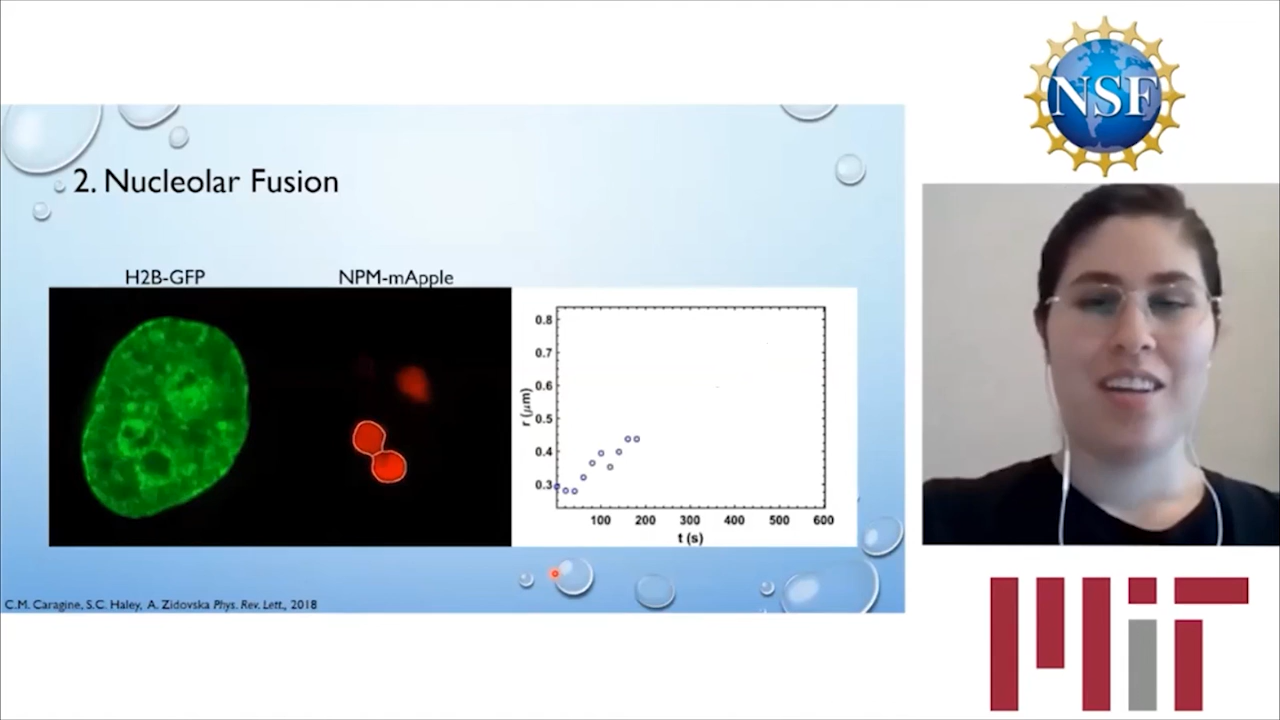 NSF
2. Nucleolar Fusion
H2B-GFP
NPM-mApple
0.8
0.7
0.6
0.5
0.4
0.3
r (μm)
100 200 300 400 500 600
t (s)
C.M. Caragine, S.C. Haley, A. Zidovska Phys. Rev. Lett., 2018
MIT